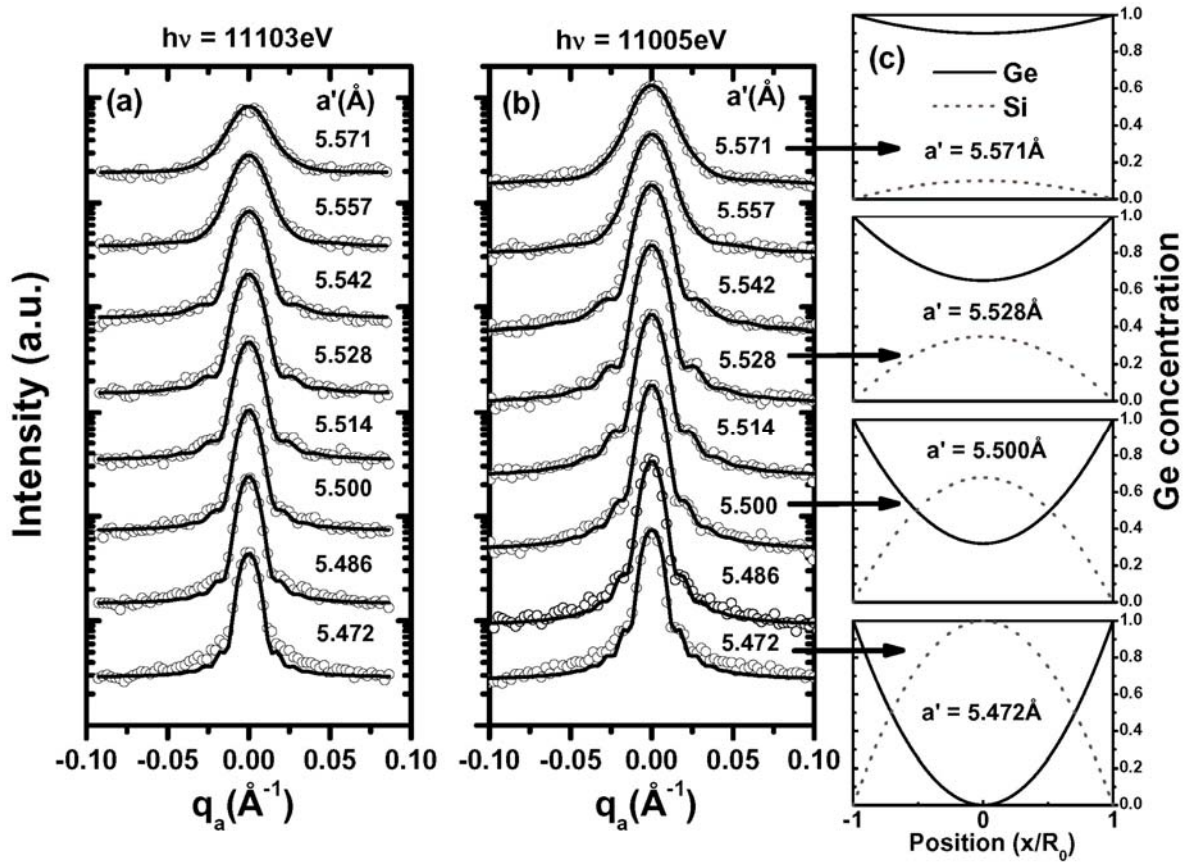 hν = 11103eV
(a)
a'(Å)
5.571
5.557
5.542
5.528
5.514
5.500
5.486
5.472
-0.10
-0.05
0.00
0.05
0.10
qₐ(Å⁻¹)
Intensity (a.u.)
hν = 11005eV
(b)
a'(Å)
5.571
5.557
5.542
5.528
5.514
5.500
5.486
5.472
-0.10
-0.05
0.00
0.05
0.10
qₐ(Å⁻¹)
(c)
Ge
Si
a' = 5.571Å
1.0
0.8
0.6
0.4
0.2
0.0
a' = 5.528Å
1.0
0.8
0.6
0.4
0.2
0.0
a' = 5.500Å
1.0
0.8
0.6
0.4
0.2
0.0
a' = 5.472Å
1.0
0.8
0.6
0.4
0.2
0.0
-1
0
1
Position (x/R₀)
Ge concentration